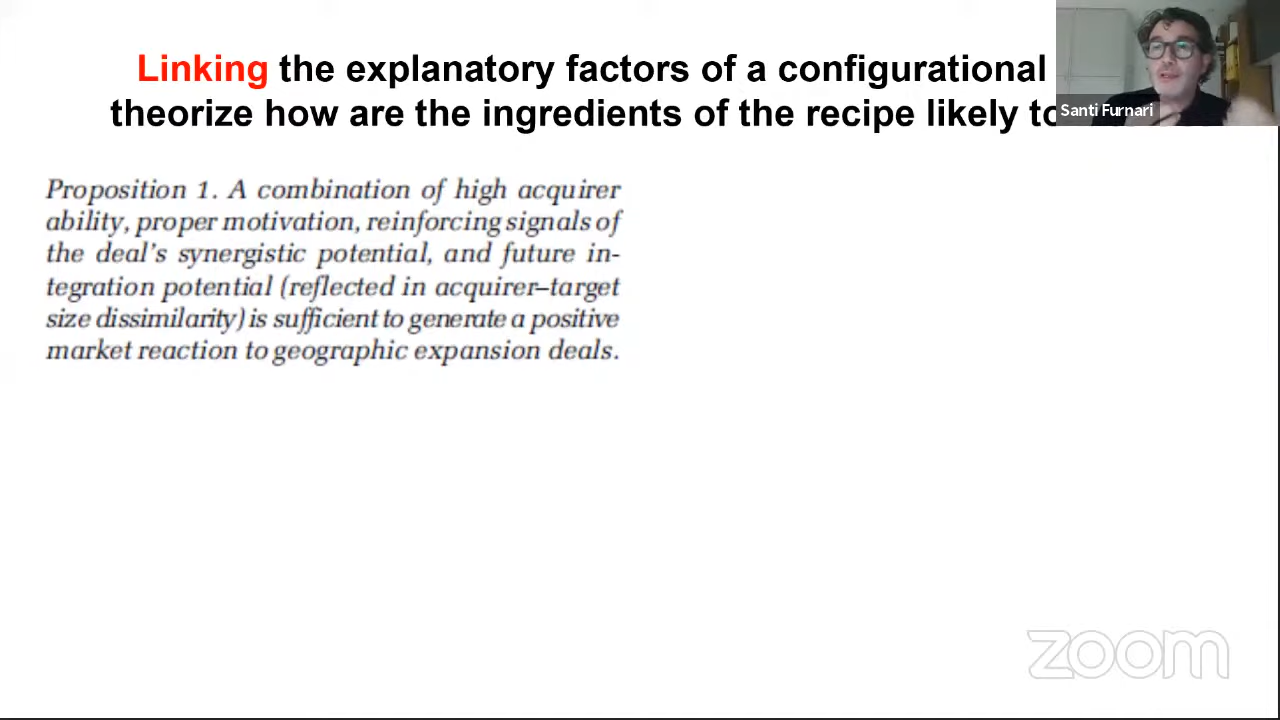 Linking the explanatory factors of a configurational
theorize how are the ingredients of the recipe likely to
Santi Furnari
Proposition 1. A combination of high acquirer
ability, proper motivation, reinforcing signals of
the deal's synergistic potential, and future in-
tegration potential (reflected in acquirer–target
size dissimilarity) is sufficient to generate a positive
market reaction to geographic expansion deals.
zoom